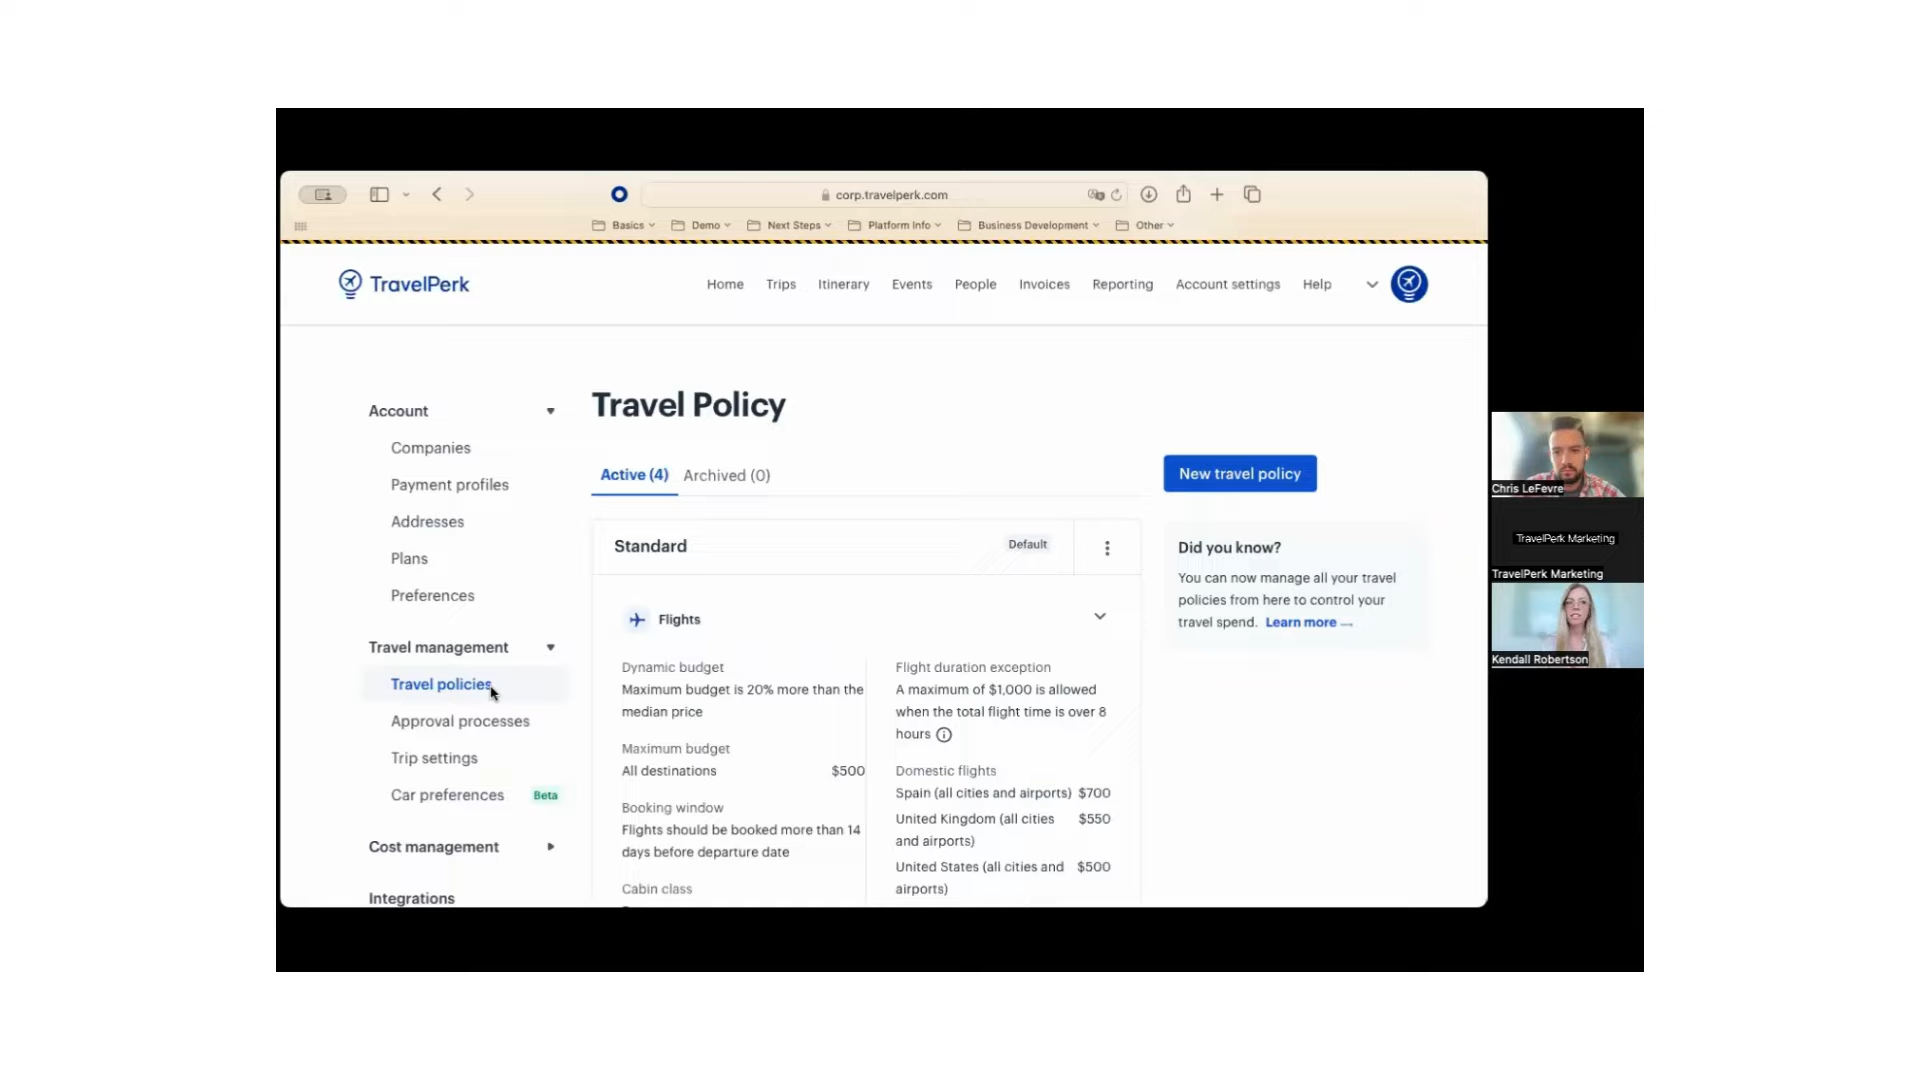 corp.travelperk.com
Basics Demo Next Steps Platform Info Business Development Other
TravelPerk
Home Trips Itinerary Events People Invoices Reporting Account settings Help
Account
Companies
Payment profiles
Addresses
Plans
Preferences
Travel management
Travel policies
Approval processes
Trip settings
Car preferences Beta
Cost management
Integrations
Travel Policy
Active (4) Archived (0)
New travel policy
Standard Default
Flights
Dynamic budget
Maximum budget is 20% more than the
median price
Maximum budget
All destinations $500
Booking window
Flights should be booked more than 14
days before departure date
Cabin class
Flight duration exception
A maximum of $1,000 is allowed
when the total flight time is over 8
hours
Domestic flights
Spain (all cities and airports) $700
United Kingdom (all cities $550
and airports)
United States (all cities and $500
airports)
Did you know?
You can now manage all your travel
policies from here to control your
travel spend. Learn more →
Chris LeFevre
TravelPerk Marketing
TravelPerk Marketing
Kendall Robertson